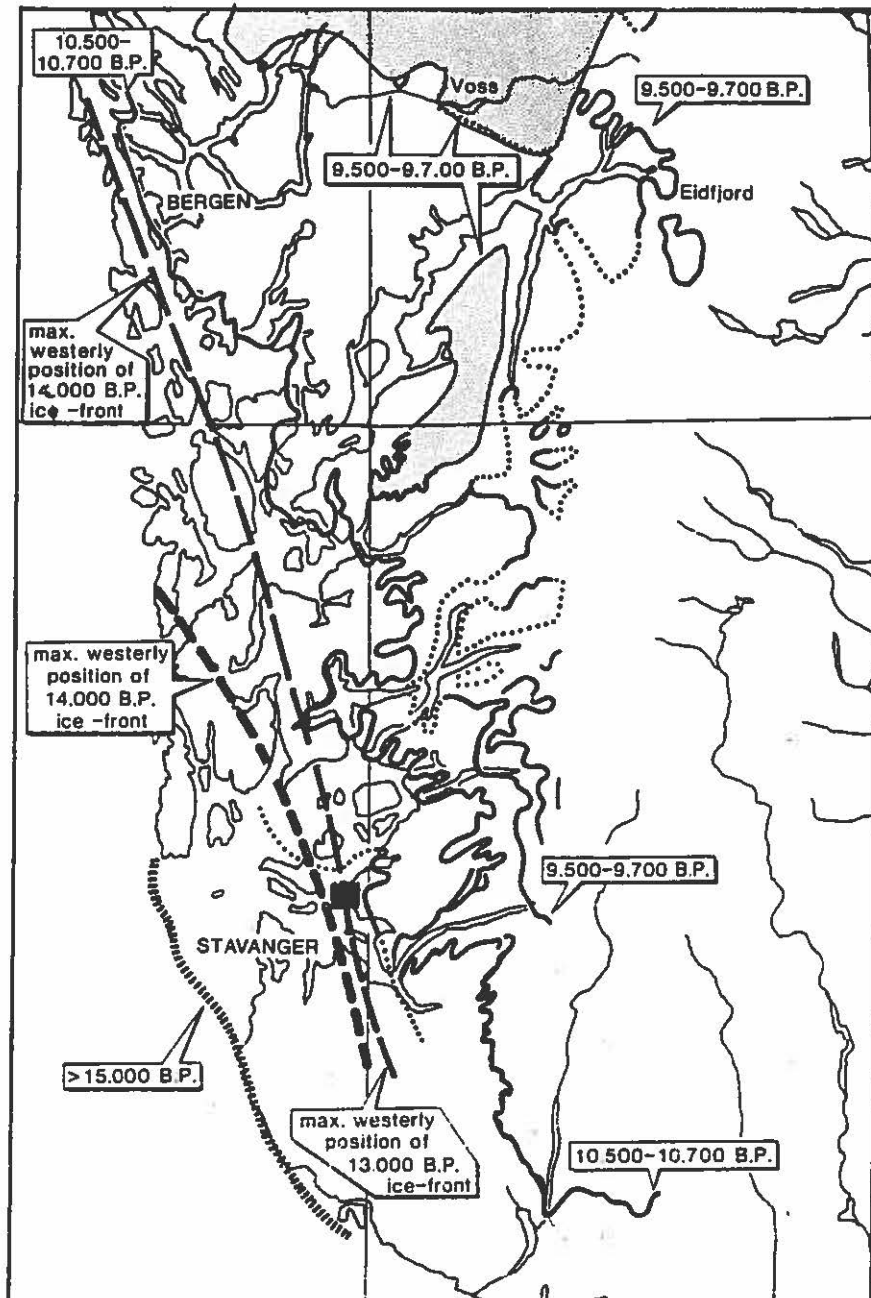 10.500–
10.700 B.P.
Voss
9.500–9.700 B.P.
9.500–9.7.00 B.P.
BERGEN
Eidfjord
max.
westerly
position of
14.000 B.P.
ice -front
max. westerly
position of
14.000 B.P.
ice -front
9.500–9.700 B.P.
STAVANGER
>15.000 B.P.
max. westerly
position of
13.000 B.P.
ice-front
10.500–10.700 B.P.